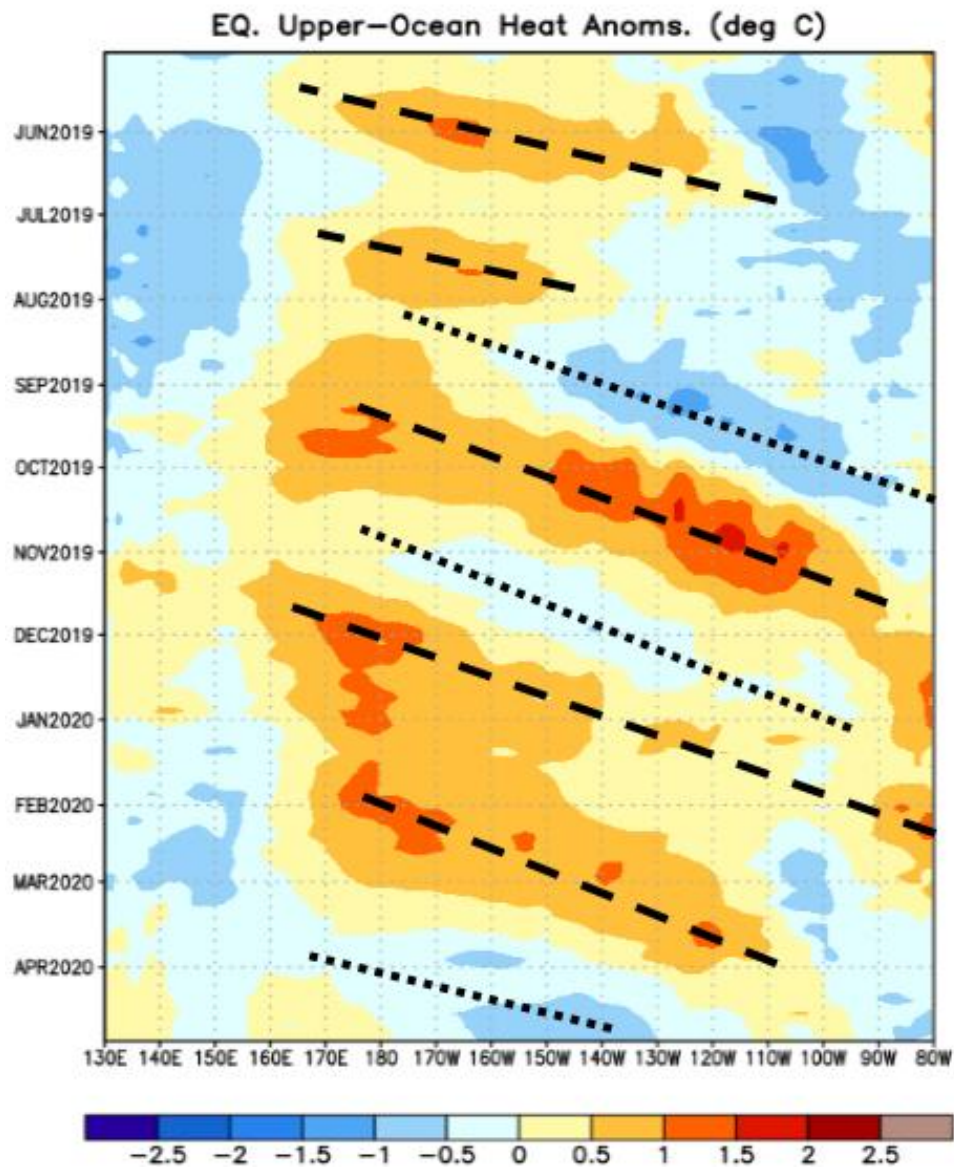 EQ. Upper-Ocean Heat Anoms. (deg C)
JUN2019
JUL2019
AUG2019
SEP2019
OCT2019
NOV2019
DEC2019
JAN2020
FEB2020
MAR2020
APR2020
130E 140E 150E 160E 170E 180 170W 160W 150W 140W 130W 120W 110W 100W 90W 80W
-2.5 -2 -1.5 -1 -0.5 0 0.5 1 1.5 2 2.5